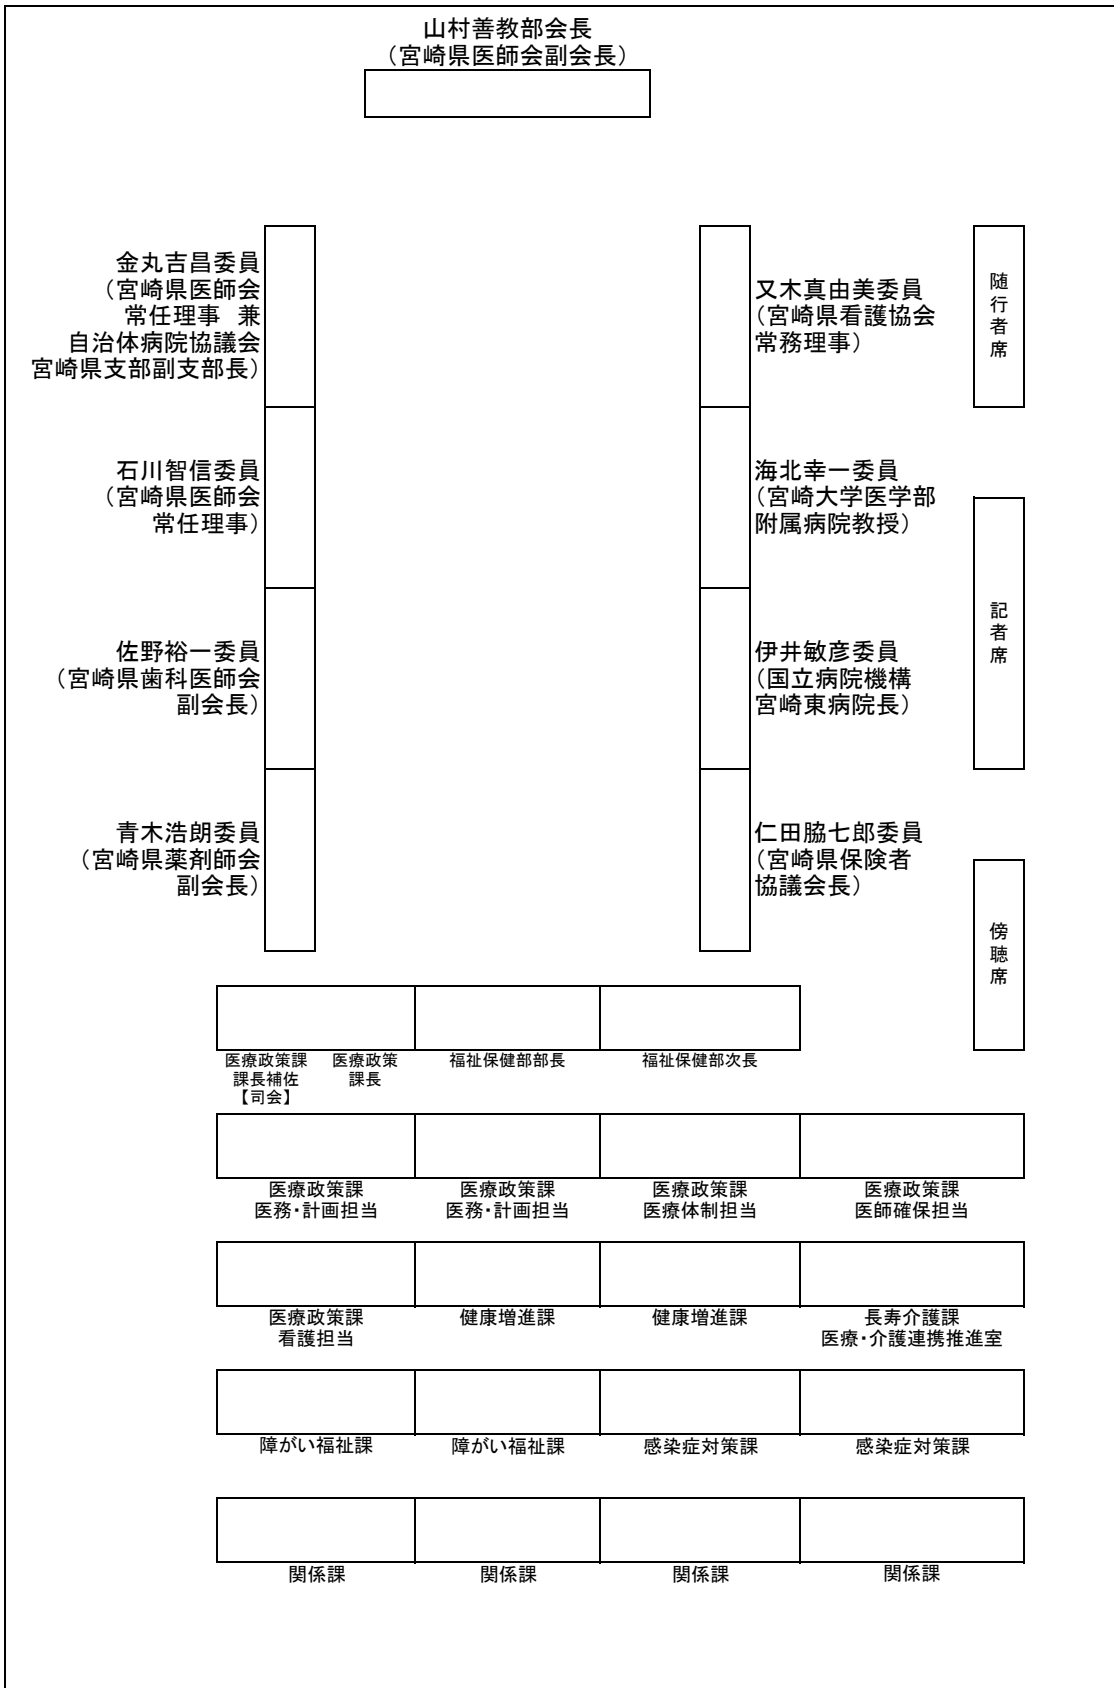 山村善教部会長
（宮崎県医師会副会長）
金丸吉昌委員
（宮崎県医師会
常任理事　兼
自治体病院協議会
宮崎県支部副支部長）
又木真由美委員
（宮崎県看護協会
常務理事）
随行者席
石川智信委員
（宮崎県医師会
常任理事）
海北幸一委員
（宮崎大学医学部
附属病院教授）
記者席
佐野裕一委員
（宮崎県歯科医師会
副会長）
伊井敏彦委員
（国立病院機構
宮崎東病院長）
青木浩朗委員
（宮崎県薬剤師会
副会長）
仁田脇七郎委員
（宮崎県保険者
協議会長）
傍聴席
医療政策課
課長補佐
【司会】
医療政策
課長
福祉保健部部長
福祉保健部次長
医療政策課
医務・計画担当
医療政策課
医務・計画担当
医療政策課
医療体制担当
医療政策課
医師確保担当
医療政策課
看護担当
健康増進課
健康増進課
長寿介護課
医療・介護連携推進室
障がい福祉課
障がい福祉課
感染症対策課
感染症対策課
関係課
関係課
関係課
関係課